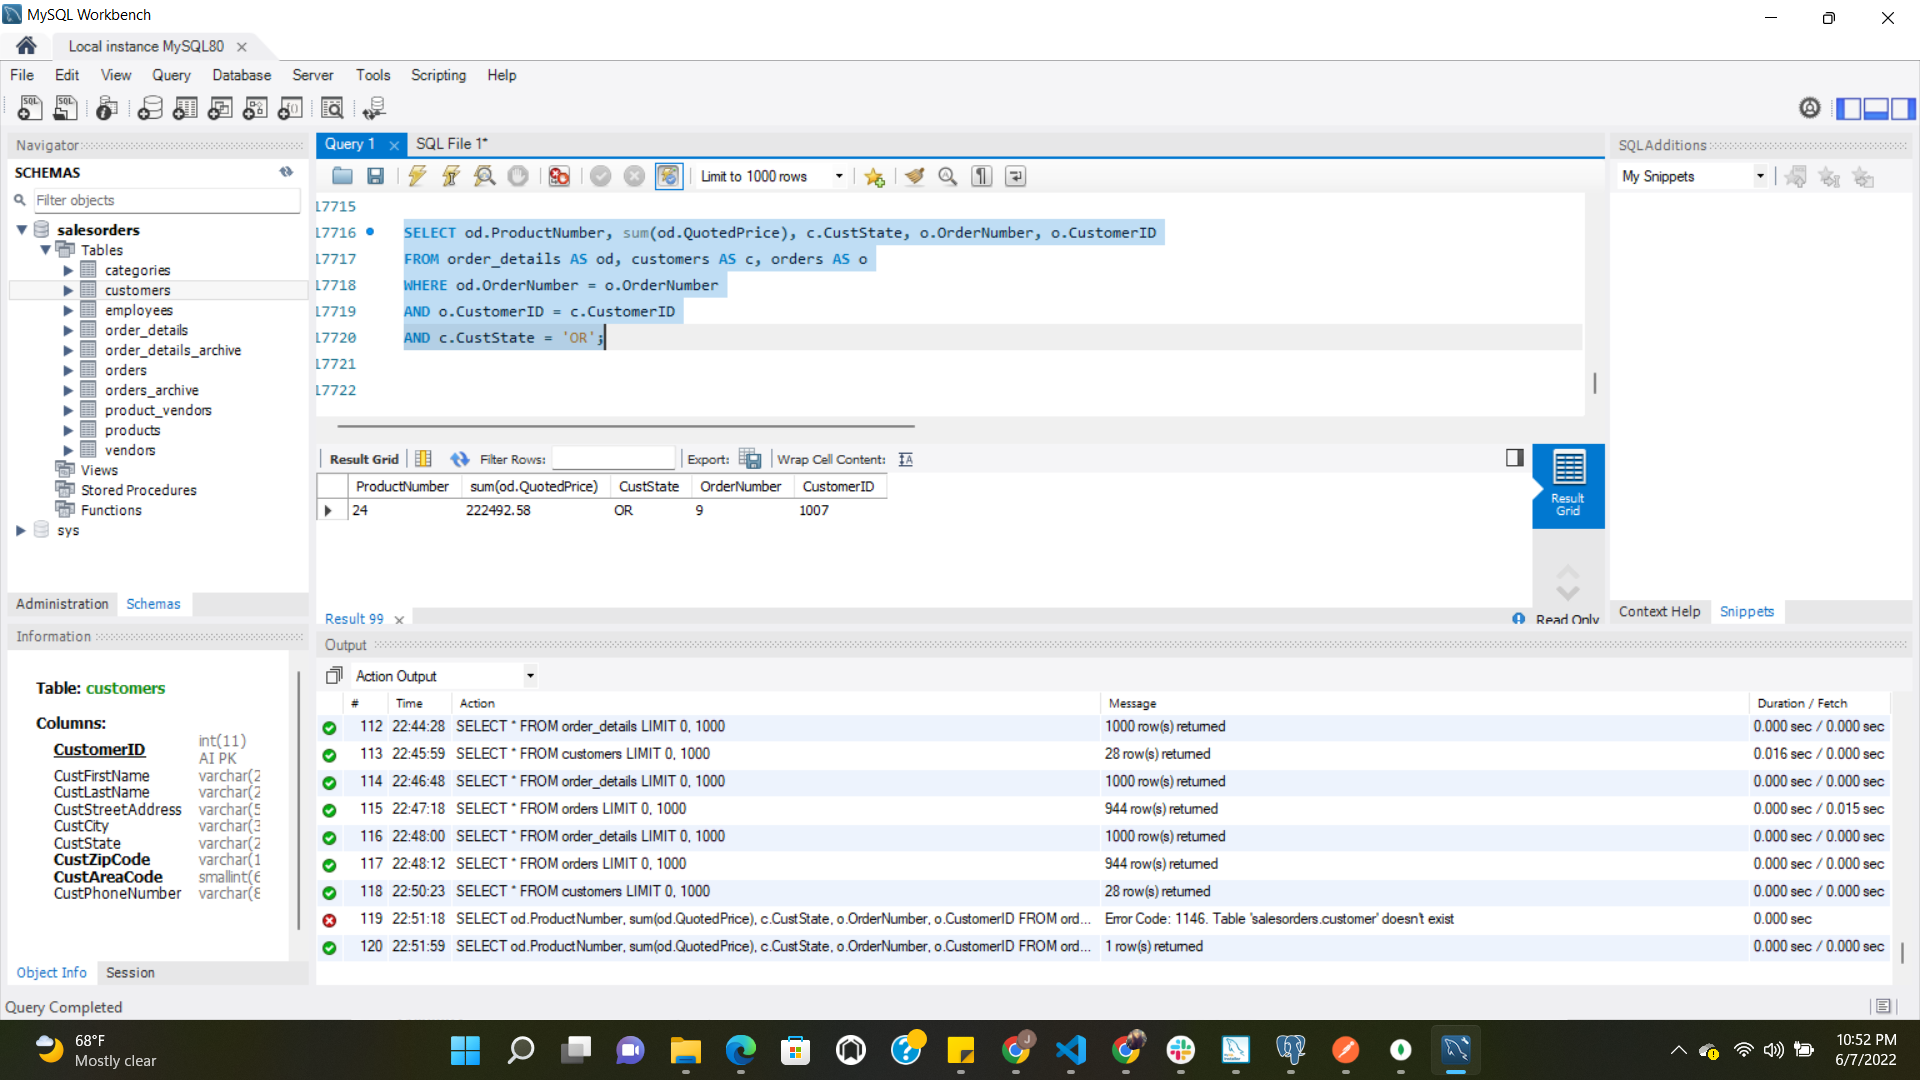 MySQL Workbench
Local instance MySQL80
File Edit View Query Database Server Tools Scripting Help
Navigator
SCHEMAS
Filter objects
salesorders
Tables
categories
customers
employees
order_details
order_details_archive
orders
orders_archive
product_vendors
products
vendors
Views
Stored Procedures
Functions
sys
Administration Schemas
Information
Table: customers
Columns:
CustomerID int(11) AI PK
CustFirstName varchar(2
CustLastName varchar(2
CustStreetAddress varchar(5
CustCity varchar(3
CustState varchar(2
CustZipCode varchar(1
CustAreaCode smallint(6
CustPhoneNumber varchar(8
Object Info Session
Query Completed
Query 1 SQL File 1*
Limit to 1000 rows
17715
17716 SELECT od.ProductNumber, sum(od.QuotedPrice), c.CustState, o.OrderNumber, o.CustomerID
17717 FROM order_details AS od, customers AS c, orders AS o
17718 WHERE od.OrderNumber = o.OrderNumber
17719 AND o.CustomerID = c.CustomerID
17720 AND c.CustState = 'OR';
17721
17722
Result Grid Filter Rows: Export: Wrap Cell Content:
ProductNumber sum(od.QuotedPrice) CustState OrderNumber CustomerID
24 222492.58 OR 9 1007
Result Grid
Result 99
Read Only
Output
Action Output
# Time Action Message Duration / Fetch
112 22:44:28 SELECT * FROM order_details LIMIT 0, 1000 1000 row(s) returned 0.000 sec / 0.000 sec
113 22:45:59 SELECT * FROM customers LIMIT 0, 1000 28 row(s) returned 0.016 sec / 0.000 sec
114 22:46:48 SELECT * FROM order_details LIMIT 0, 1000 1000 row(s) returned 0.000 sec / 0.000 sec
115 22:47:18 SELECT * FROM orders LIMIT 0, 1000 944 row(s) returned 0.000 sec / 0.015 sec
116 22:48:00 SELECT * FROM order_details LIMIT 0, 1000 1000 row(s) returned 0.000 sec / 0.000 sec
117 22:48:12 SELECT * FROM orders LIMIT 0, 1000 944 row(s) returned 0.000 sec / 0.000 sec
118 22:50:23 SELECT * FROM customers LIMIT 0, 1000 28 row(s) returned 0.000 sec / 0.000 sec
119 22:51:18 SELECT od.ProductNumber, sum(od.QuotedPrice), c.CustState, o.OrderNumber, o.CustomerID FROM ord... Error Code: 1146. Table 'salesorders.customer' doesn't exist 0.000 sec
120 22:51:59 SELECT od.ProductNumber, sum(od.QuotedPrice), c.CustState, o.OrderNumber, o.CustomerID FROM ord... 1 row(s) returned 0.000 sec / 0.000 sec
SQLAdditions
My Snippets
Context Help Snippets
68°F
Mostly clear
10:52 PM
6/7/2022